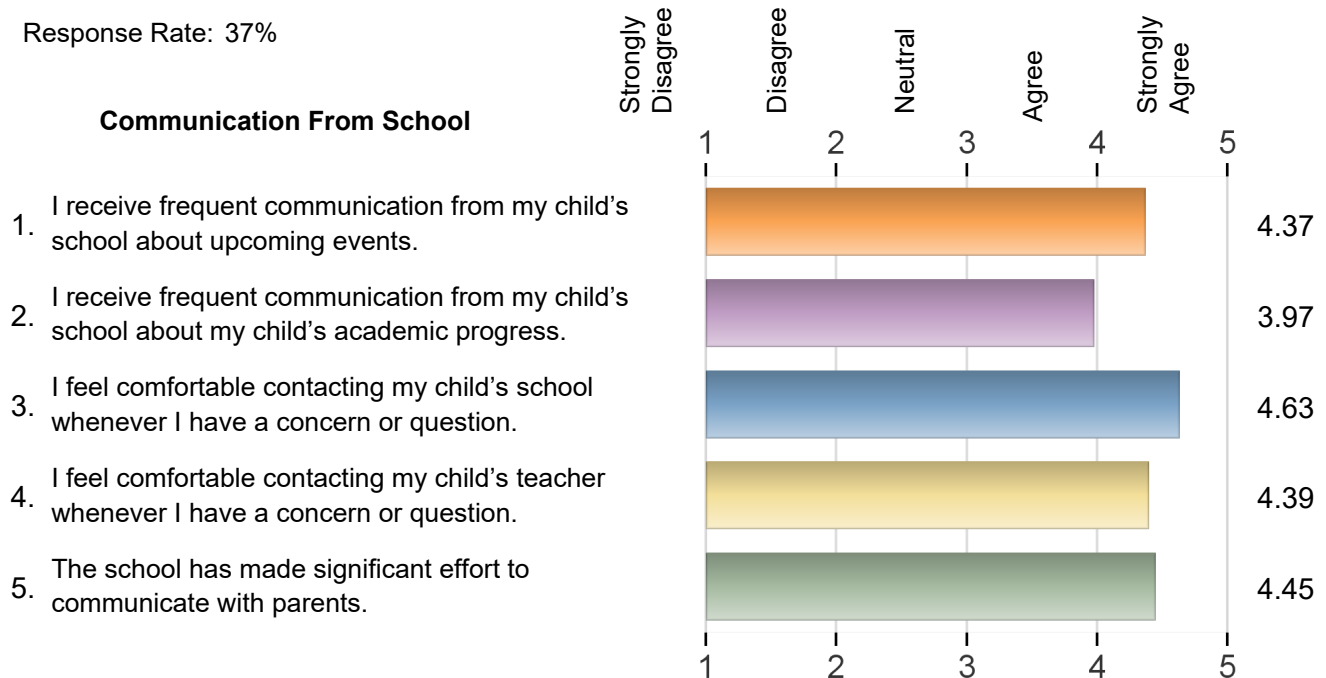 Response Rate: 37%
Strongly
Disagree
Disagree
Neutral
Agree
Strongly
Agree
Communication From School
1 2 3 4 5
1. I receive frequent communication from my child’s
school about upcoming events.
4.37
2. I receive frequent communication from my child’s
school about my child’s academic progress.
3.97
3. I feel comfortable contacting my child’s school
whenever I have a concern or question.
4.63
4. I feel comfortable contacting my child’s teacher
whenever I have a concern or question.
4.39
5. The school has made significant effort to
communicate with parents.
4.45
1 2 3 4 5